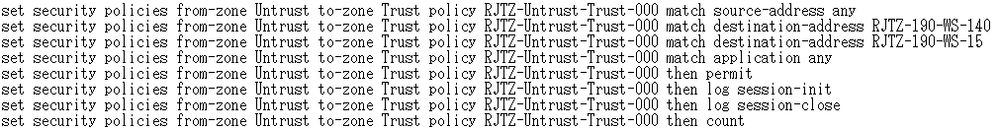 set security policies from-zone Untrust to-zone Trust policy RJTZ-Untrust-Trust-000 match source-address any
set security policies from-zone Untrust to-zone Trust policy RJTZ-Untrust-Trust-000 match destination-address RJTZ-190-WS-140
set security policies from-zone Untrust to-zone Trust policy RJTZ-Untrust-Trust-000 match destination-address RJTZ-190-WS-15
set security policies from-zone Untrust to-zone Trust policy RJTZ-Untrust-Trust-000 match application any
set security policies from-zone Untrust to-zone Trust policy RJTZ-Untrust-Trust-000 then permit
set security policies from-zone Untrust to-zone Trust policy RJTZ-Untrust-Trust-000 then log session-init
set security policies from-zone Untrust to-zone Trust policy RJTZ-Untrust-Trust-000 then log session-close
set security policies from-zone Untrust to-zone Trust policy RJTZ-Untrust-Trust-000 then count